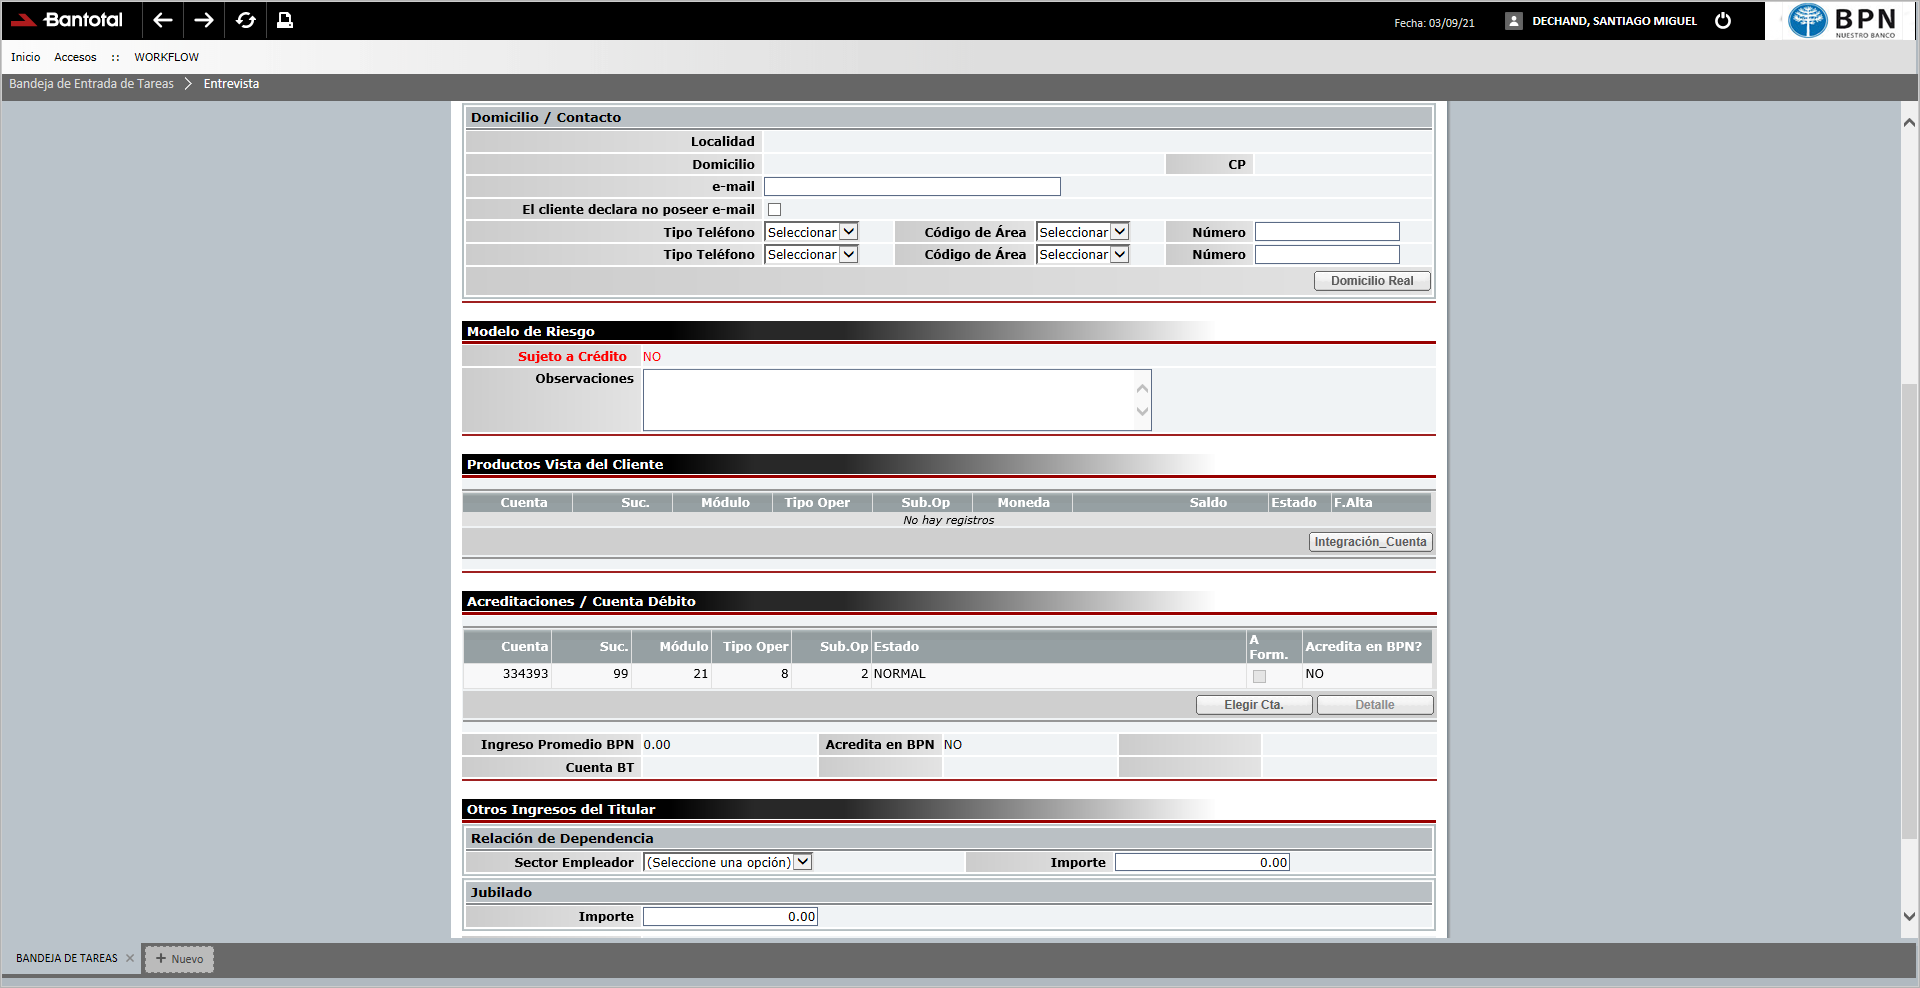 Bantotal
Fecha: 03/09/21
DECHAND, SANTIAGO MIGUEL
BPN
NUESTRO BANCO
Inicio Accesos :: WORKFLOW
Bandeja de Entrada de Tareas > Entrevista
Domicilio / Contacto
Localidad
Domicilio CP
e-mail
El cliente declara no poseer e-mail
Tipo Teléfono Seleccionar Código de Área Seleccionar Número
Tipo Teléfono Seleccionar Código de Área Seleccionar Número
Domicilio Real
Modelo de Riesgo
Sujeto a Crédito NO
Observaciones
Productos Vista del Cliente
Cuenta Suc. Módulo Tipo Oper Sub.Op Moneda Saldo Estado F.Alta
No hay registros
Integración_Cuenta
Acreditaciones / Cuenta Débito
Cuenta Suc. Módulo Tipo Oper Sub.Op Estado A Form. Acredita en BPN?
334393 99 21 8 2 NORMAL NO
Elegir Cta. Detalle
Ingreso Promedio BPN 0.00 Acredita en BPN NO
Cuenta BT
Otros Ingresos del Titular
Relación de Dependencia
Sector Empleador (Seleccione una opción) Importe 0.00
Jubilado
Importe 0.00
BANDEJA DE TAREAS × + Nuevo